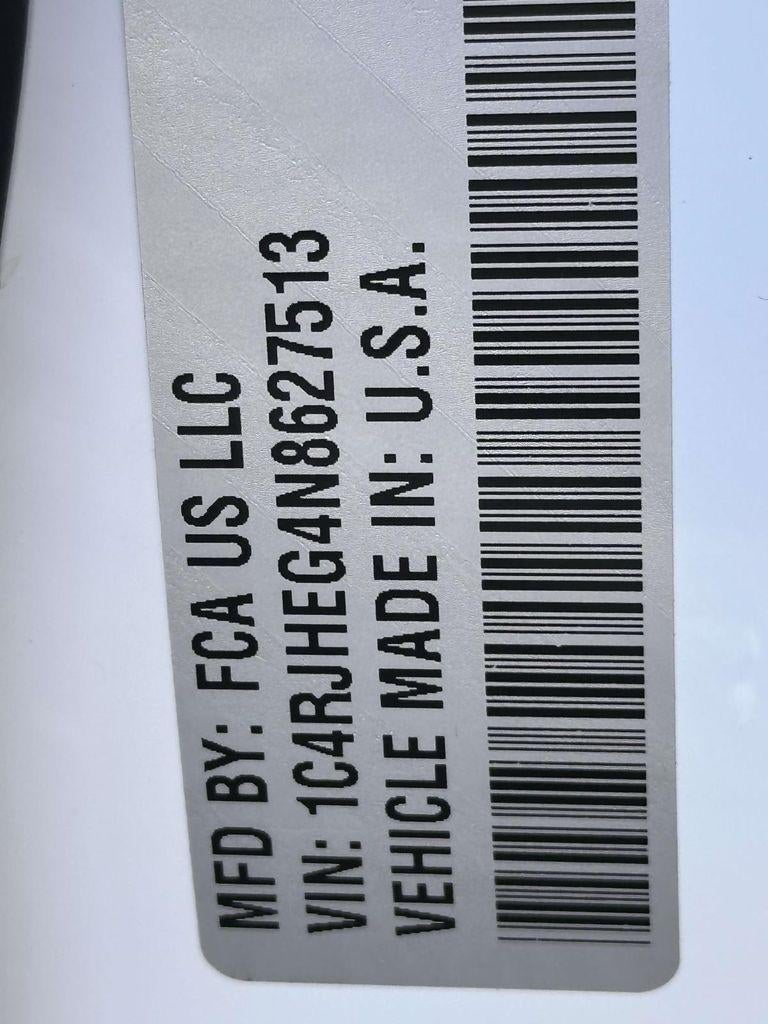 MFD BY: FCA US LLC
VIN: 1C4RJHEG4N8627513
VEHICLE MADE IN: U.S.A.